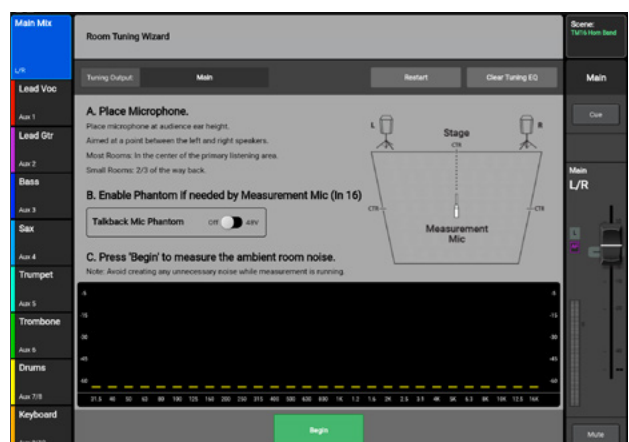 Main Mix
L/R
Lead Voc
Aux 1
Lead Gtr
Aux 2
Bass
Aux 3
Sax
Aux 4
Trumpet
Aux 5
Trombone
Aux 6
Drums
Aux 7/8
Keyboard
Room Tuning Wizard
Tuning Output Main Restart Clear Tuning EQ
A. Place Microphone.
Place microphone at audience ear height.
Aimed at a point between the left and right speakers.
Most Rooms: In the center of the primary listening area.
Small Rooms: 2/3 of the way back.
L Stage R
CTR
CTR CTR
Measurement
Mic
B. Enable Phantom if needed by Measurement Mic (In 16)
Talkback Mic Phantom Off 48V
C. Press 'Begin' to measure the ambient room noise.
Note: Avoid creating any unnecessary noise while measurement is running.
-5 -5
-15 -15
-30 -30
-45 -45
-60 -60
31.5 40 50 63 80 100 125 160 200 250 315 400 500 630 800 1K 1.2 1.6 2K 2.5 3.1 4K 5K 6.3 8K 10K 12.5 16K
Begin
Scene:
TM16 Horn Band
Main
Cue
Main
L/R
L
Mute